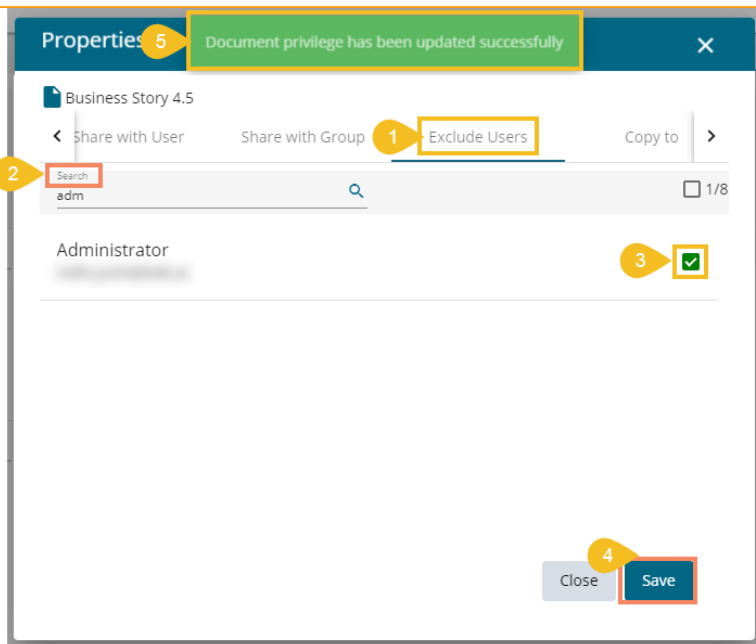 Properties 5 Document privilege has been updated successfully
Business Story 4.5
Share with User Share with Group 1 Exclude Users Copy to
2 Search
adm 1/8
Administrator
3
4
Close Save